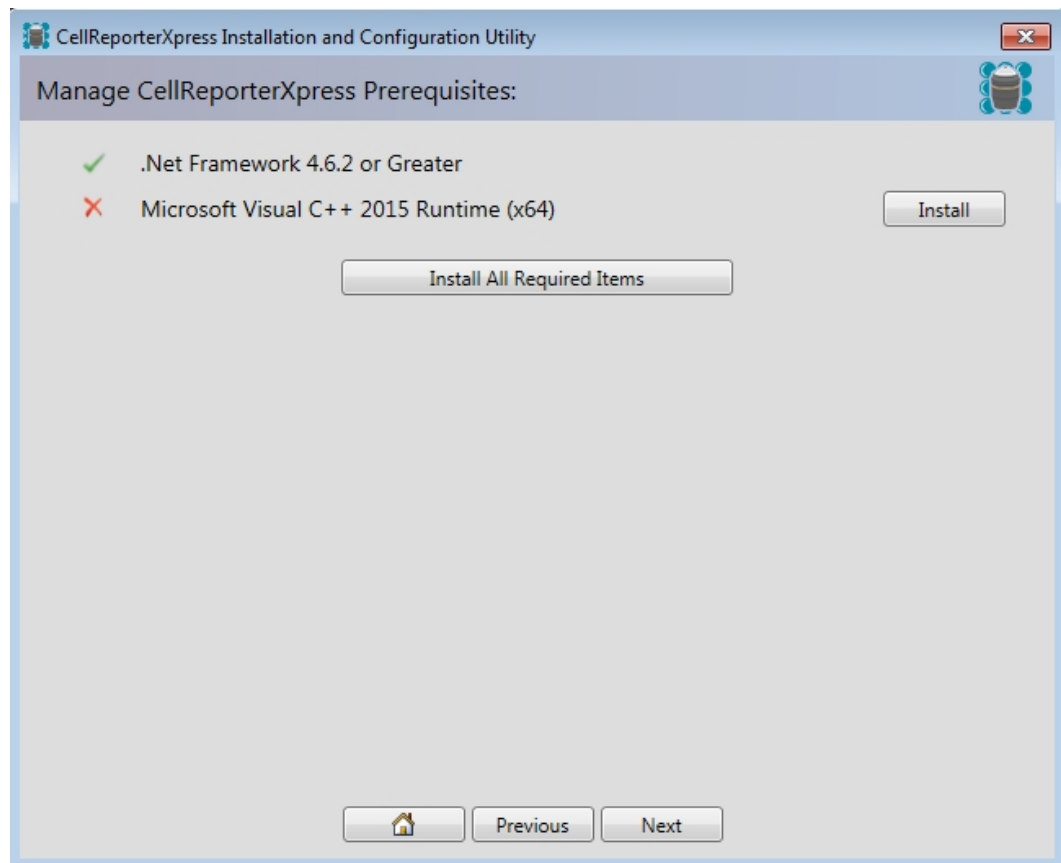 CellReporterXpress Installation and Configuration Utility
Manage CellReporterXpress Prerequisites:
.Net Framework 4.6.2 or Greater
Microsoft Visual C++ 2015 Runtime (x64) Install
Install All Required Items
Previous Next